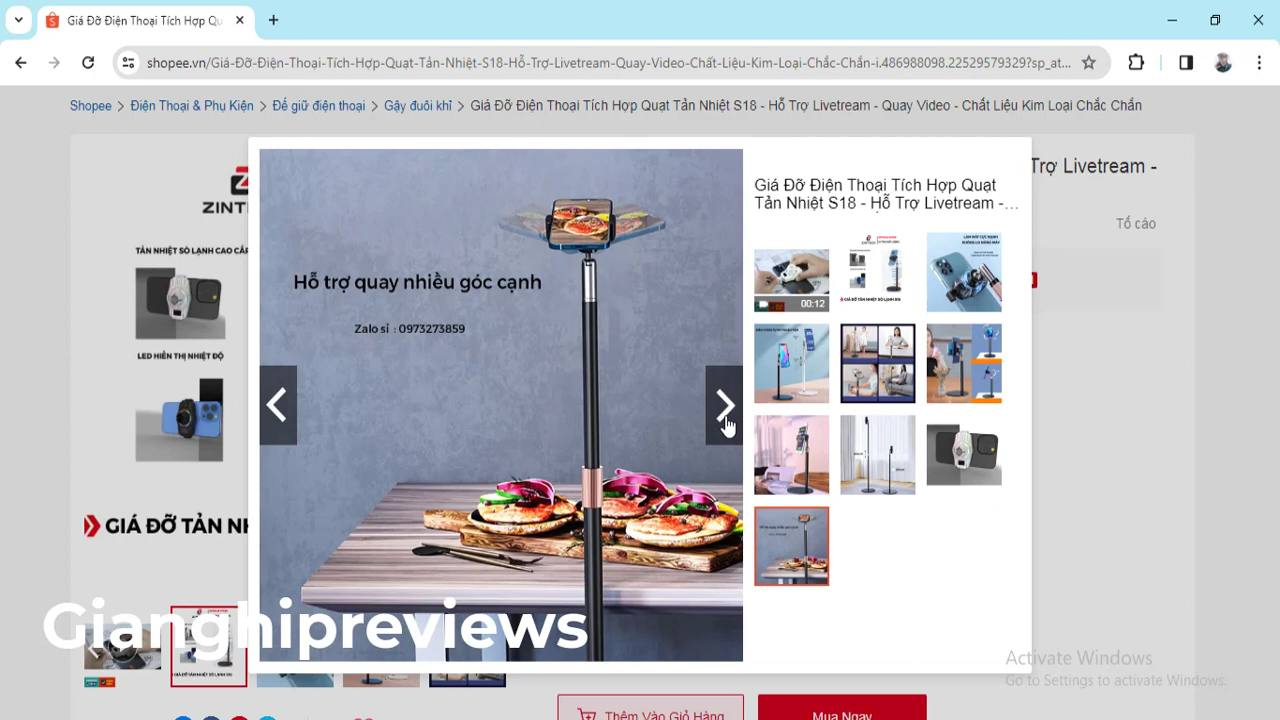 Giá Đỡ Điện Thoại Tích Hợp Qu
shopee.vn/Giá-Đỡ-Điện-Thoại-Tích-Hợp-Quạt-Tản-Nhiệt-S18-Hỗ-Trợ-Livetream-Quay-Video-Chất-Liệu-Kim-Loại-Chắc-Chắn-i.486988098.22529579329?sp_at...
Shopee > Điện Thoại & Phụ Kiện > Đế giữ điện thoại > Gậy đuôi khỉ > Giá Đỡ Điện Thoại Tích Hợp Quạt Tản Nhiệt S18 - Hỗ Trợ Livetream - Quay Video - Chất Liệu Kim Loại Chắc Chắn
Trợ Livetream -
Tố cáo
ZINT
TẢN NHIỆT SÒ LẠNH CAO CẤP
LED HIỂN THỊ NHIỆT ĐỘ
GIÁ ĐỠ TẢN NH
Hỗ trợ quay nhiều góc cạnh
Zalo sỉ : 0973273859
Giá Đỡ Điện Thoại Tích Hợp Quạt
Tản Nhiệt S18 - Hỗ Trợ Livetream -...
00:12
Gianghipreviews
Activate Windows
Go to Settings to activate Windows.
Thêm Vào Giỏ Hàng
Mua Ngay